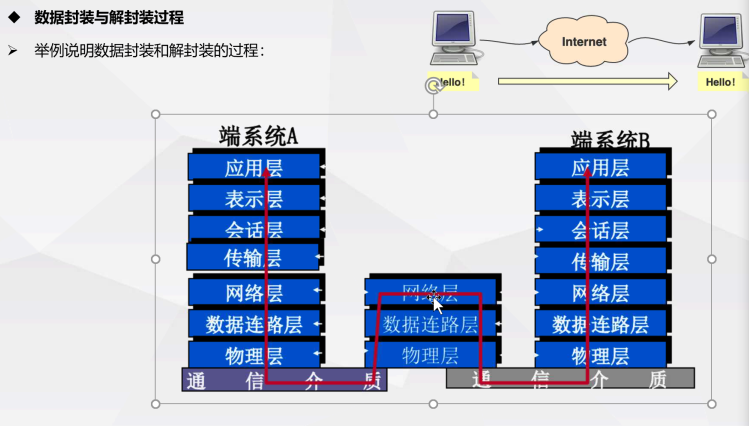 数据封装与解封装过程
举例说明数据封装和解封装的过程：
Internet
Hello!
Hello!
端系统A
应用层
表示层
会话层
传输层
网络层
数据连路层
物理层
通信介质
网络层
数据连路层
物理层
通信介质
端系统B
应用层
表示层
会话层
传输层
网络层
数据连路层
物理层